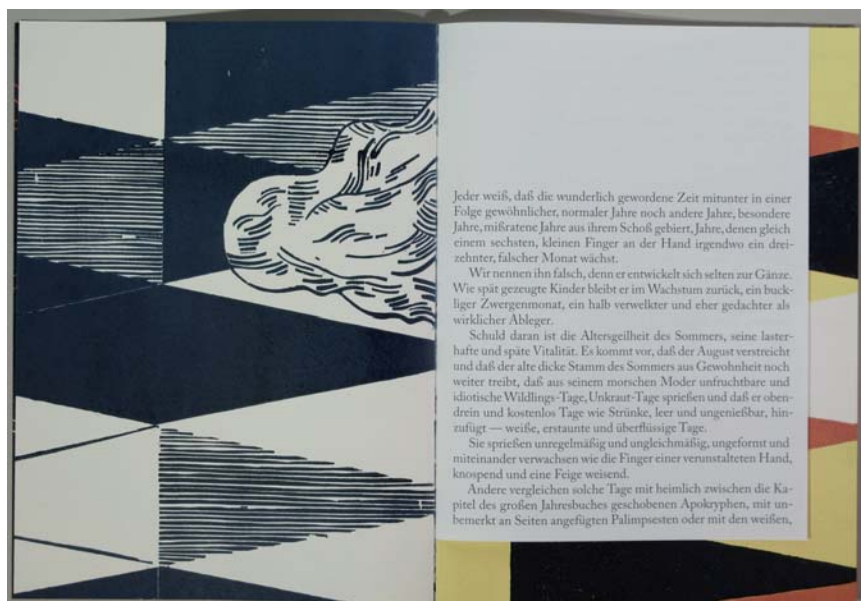 Jeder weiß, daß die wunderlich gewordene Zeit mitunter in einer
Folge gewöhnlicher, normaler Jahre noch andere Jahre, besondere
Jahre, mißratene Jahre aus ihrem Schoß gebiert, Jahre, denen gleich
einem sechsten, kleinen Finger an der Hand irgendwo ein drei-
zehnter, falscher Monat wächst.
Wir nennen ihn falsch, denn er entwickelt sich selten zur Gänze.
Wie spät gezeugte Kinder bleibt er im Wachstum zurück, ein buck-
liger Zwergenmonat, ein halb verwelkter und eher gedachter als
wirklicher Ableger.
Schuld daran ist die Altersgeilheit des Sommers, seine laster-
hafte und späte Vitalität. Es kommt vor, daß der August verstreicht
und daß der alte dicke Stamm des Sommers aus Gewohnheit noch
weiter treibt, daß aus seinem morschen Moder unfruchtbare und
idiotische Wildlings-Tage, Unkraut-Tage sprießen und daß er oben-
drein und kostenlos Tage wie Strünke, leer und ungenießbar, hin-
zufügt — weiße, erstaunte und überflüssige Tage.
Sie sprießen unregelmäßig und ungleichmäßig, ungeformt und
miteinander verwachsen wie die Finger einer verunstalteten Hand,
knospend und eine Feige weisend.
Andere vergleichen solche Tage mit heimlich zwischen die Ka-
pitel des großen Jahresbuches geschobenen Apokryphen, mit un-
bemerkt an Seiten angefügten Palimpsesten oder mit den weißen,